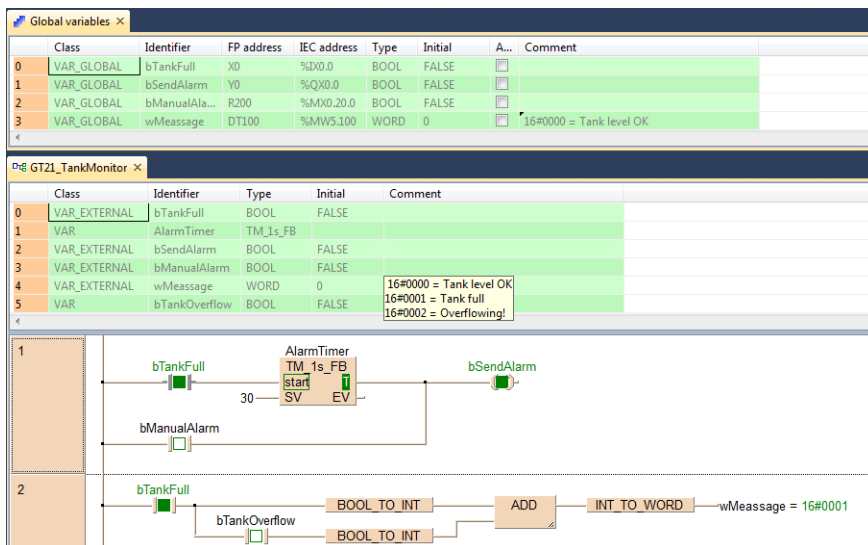 Global variables
Class Identifier FP address IEC address Type Initial A... Comment
0 VAR_GLOBAL bTankFull X0 %IX0.0 BOOL FALSE
1 VAR_GLOBAL bSendAlarm Y0 %QX0.0 BOOL FALSE
2 VAR_GLOBAL bManualAla... R200 %MX0.20.0 BOOL FALSE
3 VAR_GLOBAL wMeassage DT100 %MW5.100 WORD 0 16#0000 = Tank level OK
GT21_TankMonitor
Class Identifier Type Initial Comment
0 VAR_EXTERNAL bTankFull BOOL FALSE
1 VAR AlarmTimer TM_1s_FB
2 VAR_EXTERNAL bSendAlarm BOOL FALSE
3 VAR_EXTERNAL bManualAlarm BOOL FALSE
4 VAR_EXTERNAL wMeassage WORD 0 16#0000 = Tank level OK
16#0001 = Tank full
5 VAR bTankOverflow BOOL FALSE 16#0002 = Overflowing!
1
AlarmTimer
bTankFull TM_1s_FB bSendAlarm
start T
30 SV EV
bManualAlarm
2
bTankFull
BOOL_TO_INT ADD INT_TO_WORD wMeassage = 16#0001
bTankOverflow
BOOL_TO_INT